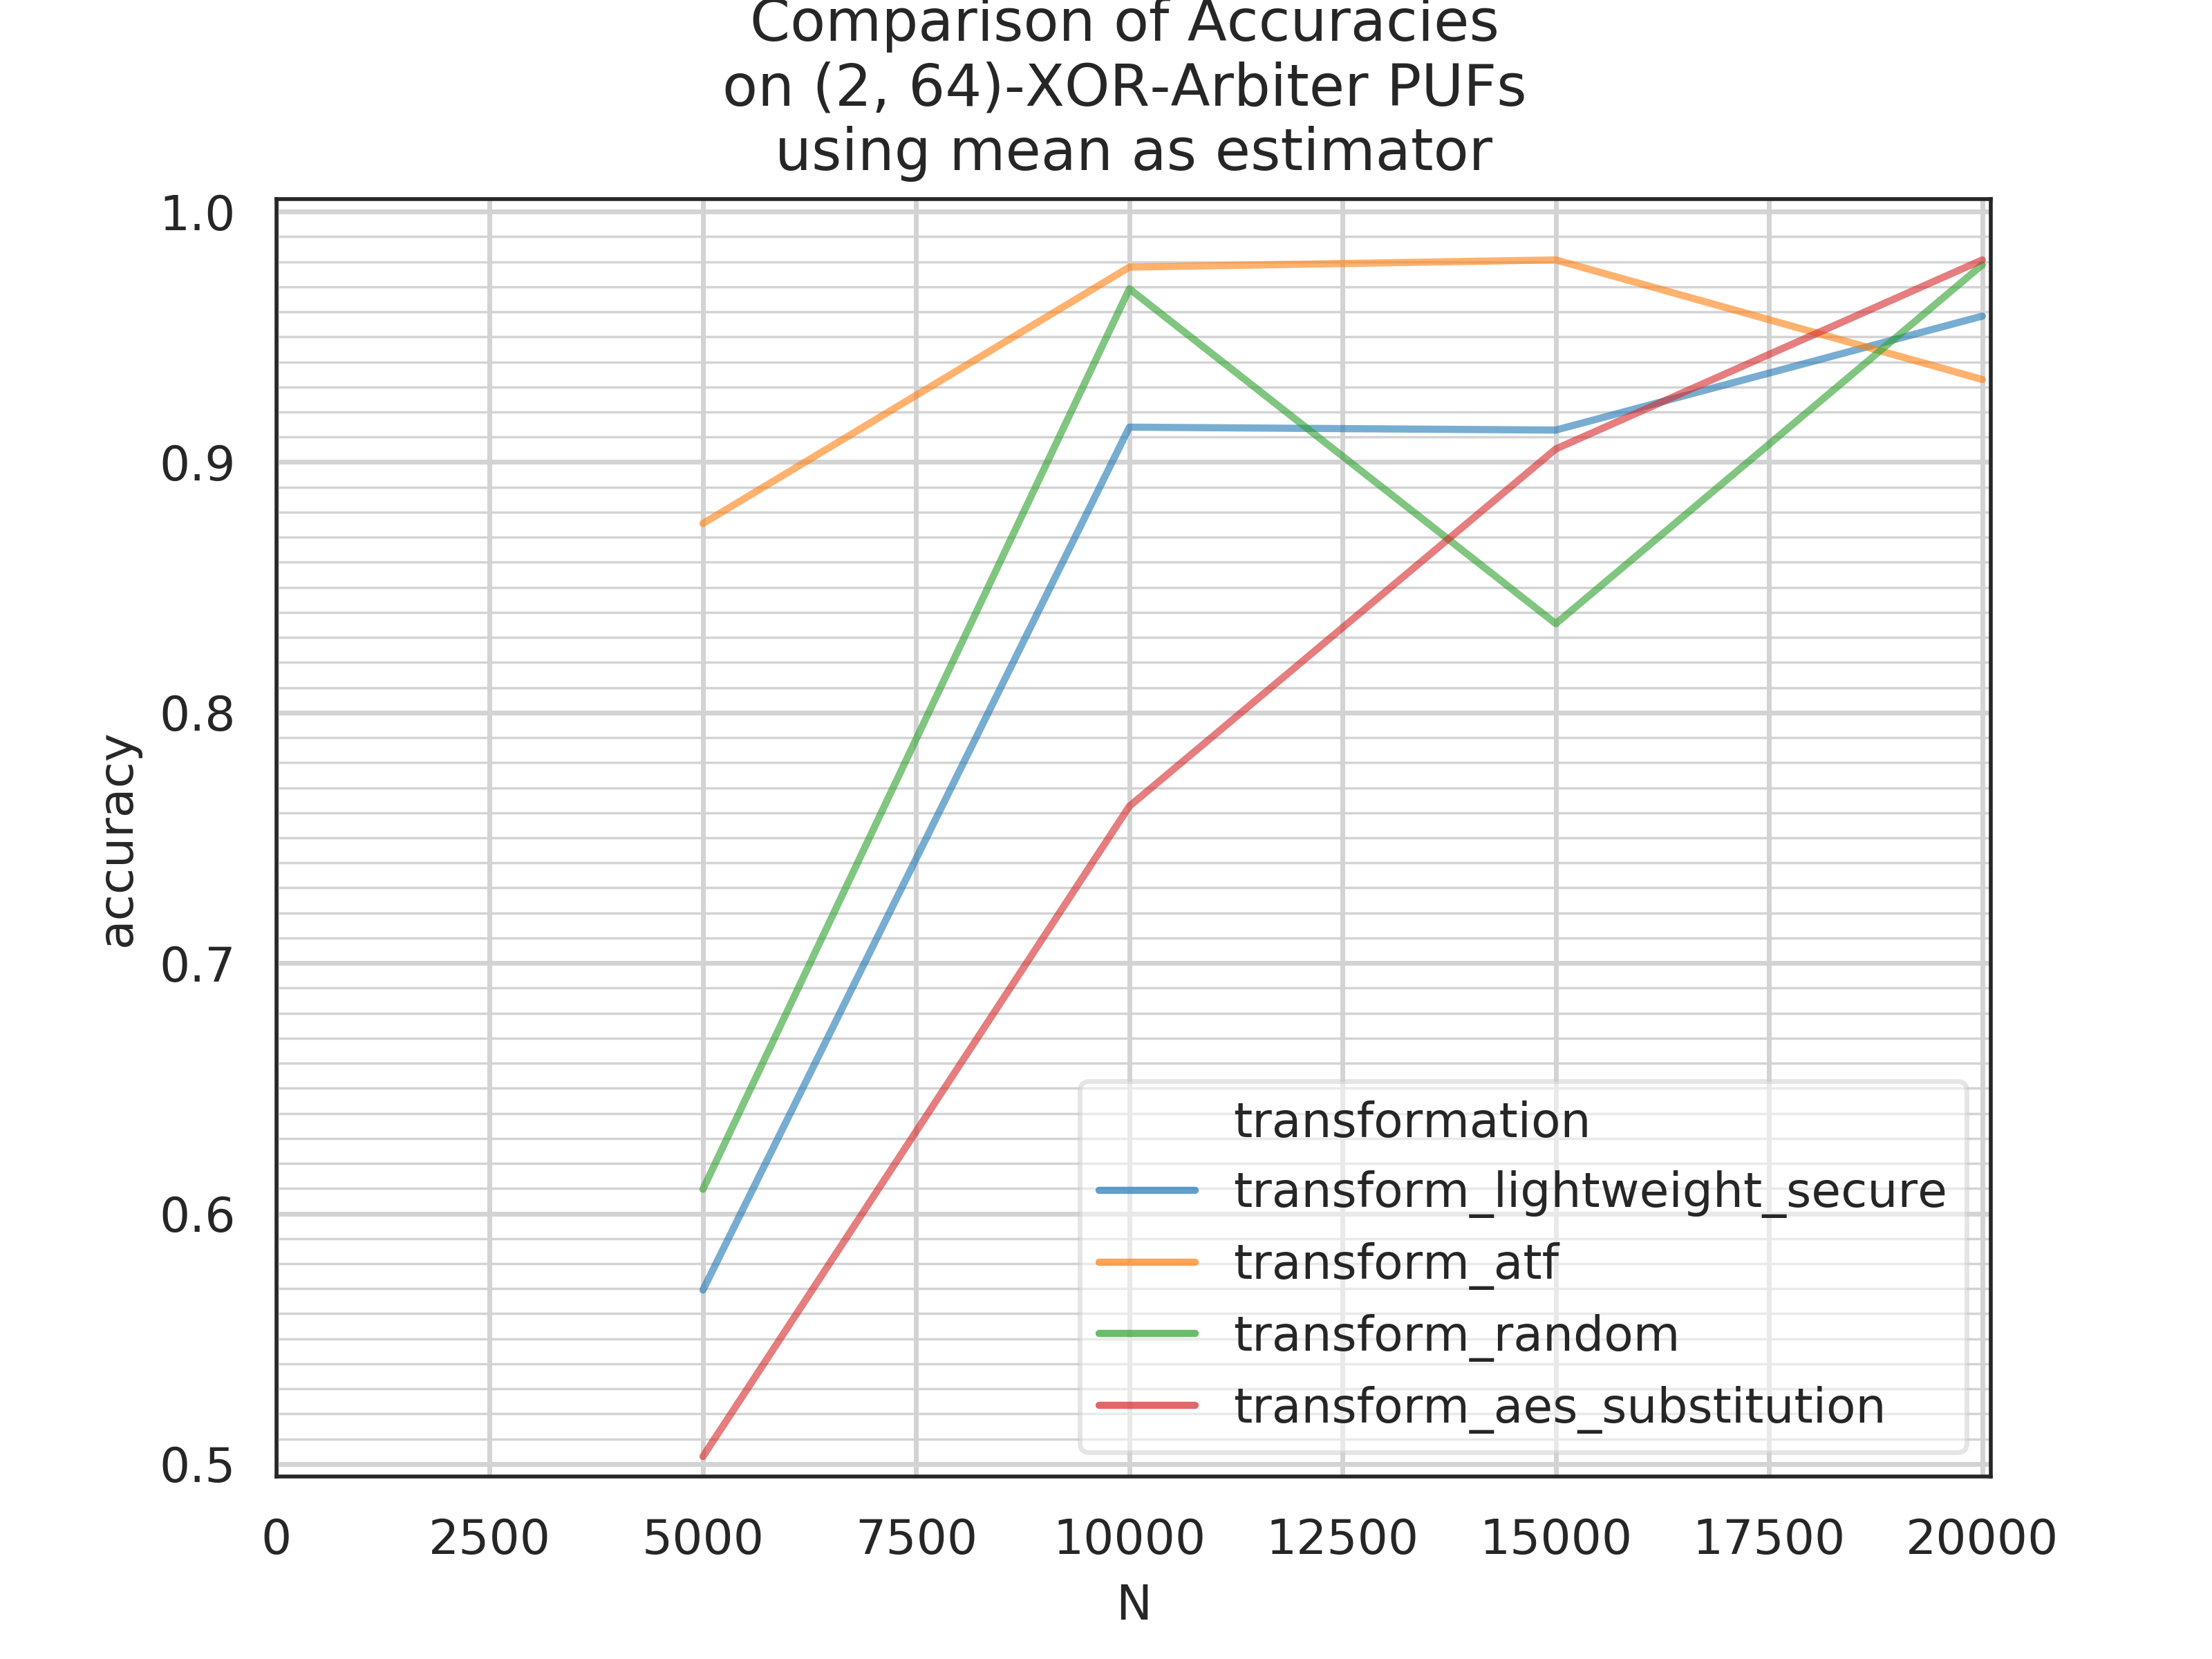 Comparison of Accuracies
on (2, 64)-XOR-Arbiter PUFs
using mean as estimator
1.0
0.9
0.8
0.7
0.6
0.5
accuracy
transformation
transform_lightweight_secure
transform_atf
transform_random
transform_aes_substitution
0 2500 5000 7500 10000 12500 15000 17500 20000
N